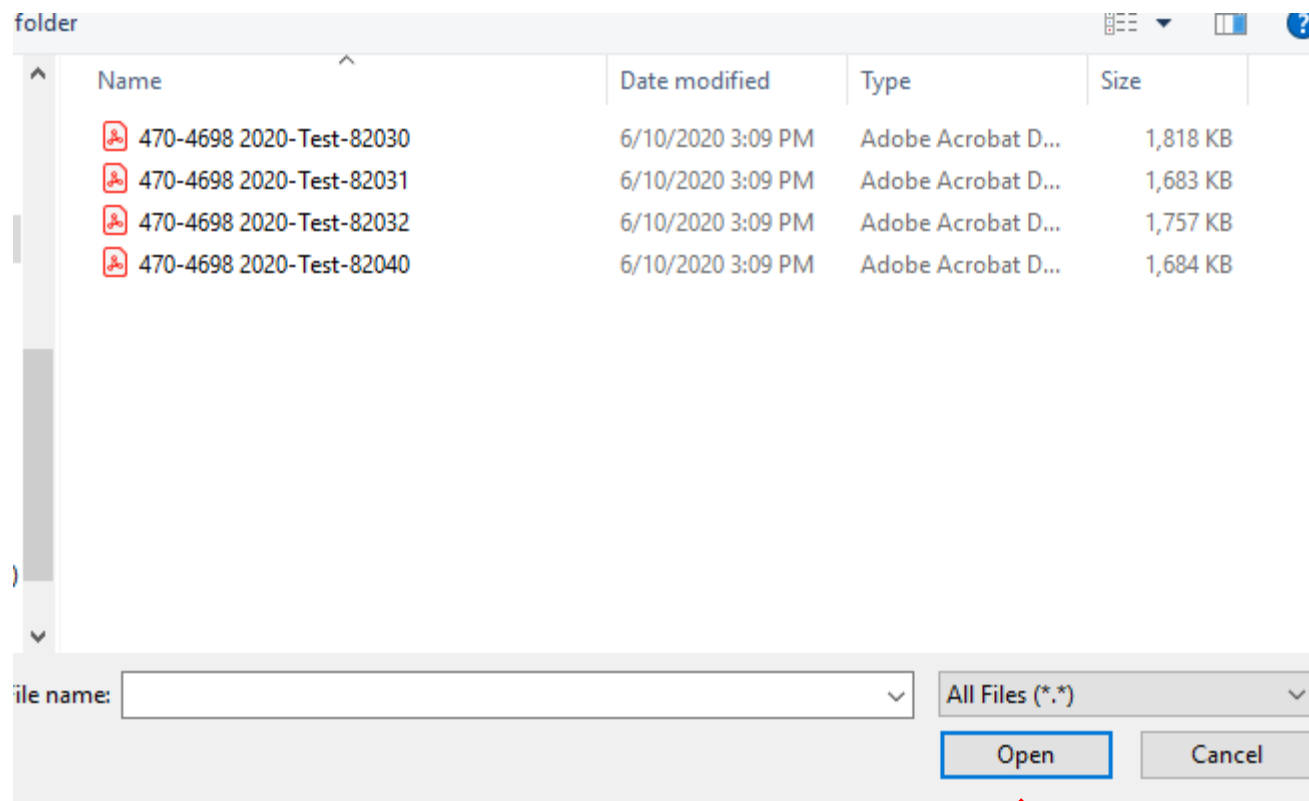 folder
Name Date modified Type Size
470-4698 2020-Test-82030 6/10/2020 3:09 PM Adobe Acrobat D... 1,818 KB
470-4698 2020-Test-82031 6/10/2020 3:09 PM Adobe Acrobat D... 1,683 KB
470-4698 2020-Test-82032 6/10/2020 3:09 PM Adobe Acrobat D... 1,757 KB
470-4698 2020-Test-82040 6/10/2020 3:09 PM Adobe Acrobat D... 1,684 KB
)
ile name: All Files (*.*)
Open Cancel